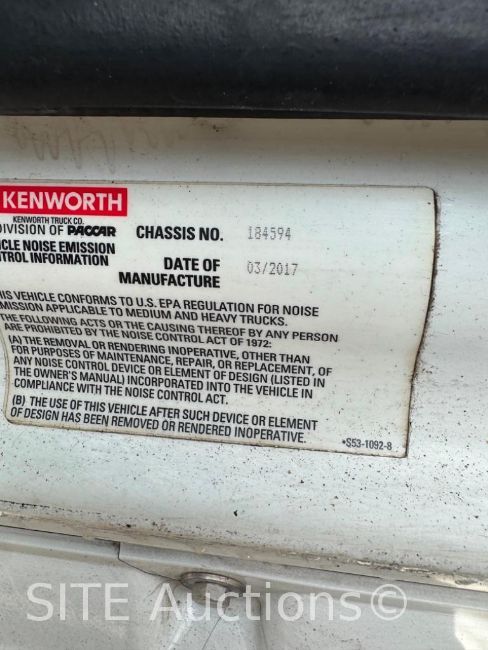 KENWORTH
KENWORTH TRUCK CO.
DIVISION OF PACCAR
CHASSIS NO. 184594
CLE NOISE EMISSION
NTROL INFORMATION
DATE OF MANUFACTURE 03/2017
HIS VEHICLE CONFORMS TO U.S. EPA REGULATION FOR NOISE
MISSION APPLICABLE TO MEDIUM AND HEAVY TRUCKS.
THE FOLLOWING ACTS OR THE CAUSING THEREOF BY ANY PERSON
ARE PROHIBITED BY THE NOISE CONTROL ACT OF 1972:
(A) THE REMOVAL OR RENDERING INOPERATIVE, OTHER THAN
FOR PURPOSES OF MAINTENANCE, REPAIR, OR REPLACEMENT, OF
ANY NOISE CONTROL DEVICE OR ELEMENT OF DESIGN (LISTED IN
THE OWNER'S MANUAL) INCORPORATED INTO THE VEHICLE IN
COMPLIANCE WITH THE NOISE CONTROL ACT.
(B) THE USE OF THIS VEHICLE AFTER SUCH DEVICE OR ELEMENT
OF DESIGN HAS BEEN REMOVED OR RENDERED INOPERATIVE.
*S53-1092-8
SITE Auctions©